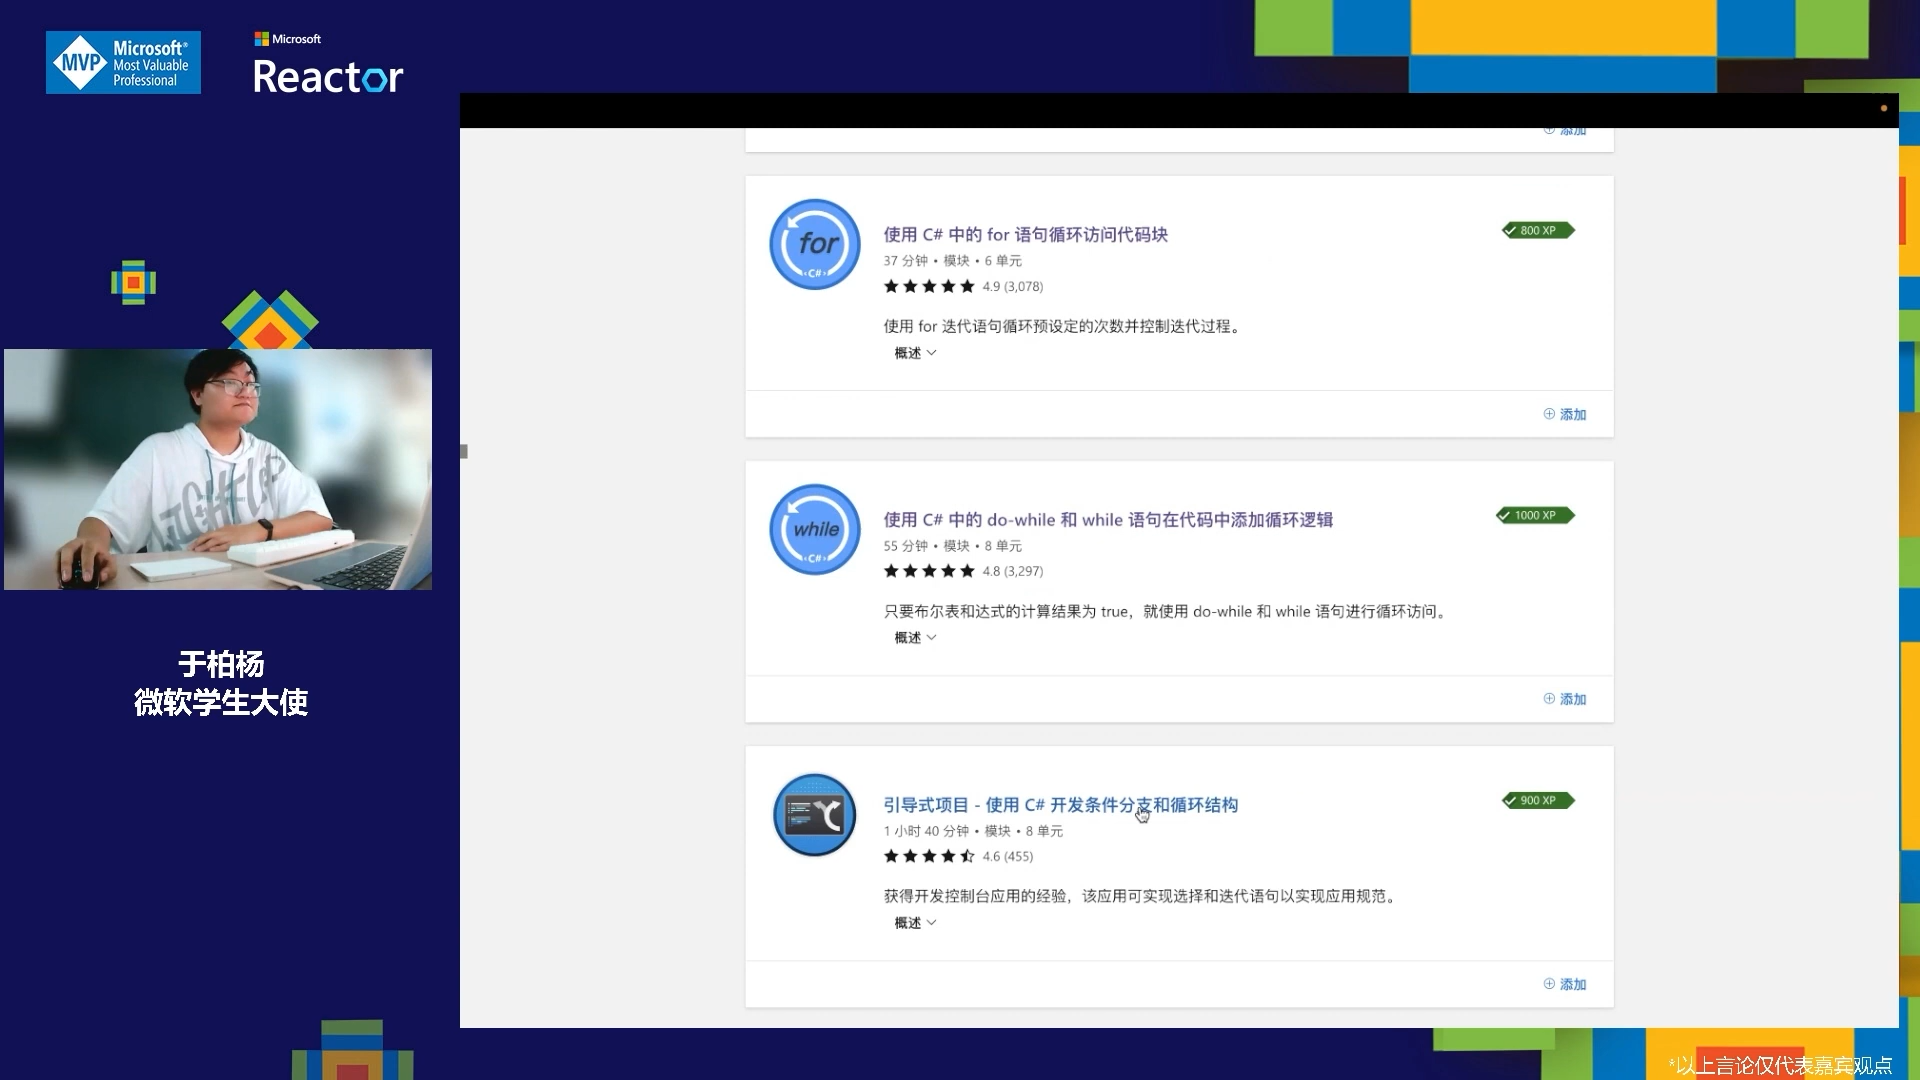 MVP
Microsoft®
Most Valuable
Professional
Microsoft
Reactor
添加
for
C#
使用 C# 中的 for 语句循环访问代码块
37 分钟 • 模块 • 6 单元
4.9 (3,078)
使用 for 迭代语句循环预设定的次数并控制迭代过程。
概述
800 XP
添加
while
C#
使用 C# 中的 do-while 和 while 语句在代码中添加循环逻辑
55 分钟 • 模块 • 8 单元
4.8 (3,297)
只要布尔表和达式的计算结果为 true，就使用 do-while 和 while 语句进行循环访问。
概述
1000 XP
添加
引导式项目 - 使用 C# 开发条件分支和循环结构
1 小时 40 分钟 • 模块 • 8 单元
4.6 (455)
获得开发控制台应用的经验，该应用可实现选择和迭代语句以实现应用规范。
概述
900 XP
添加
于柏杨
微软学生大使
*以上言论仅代表嘉宾观点